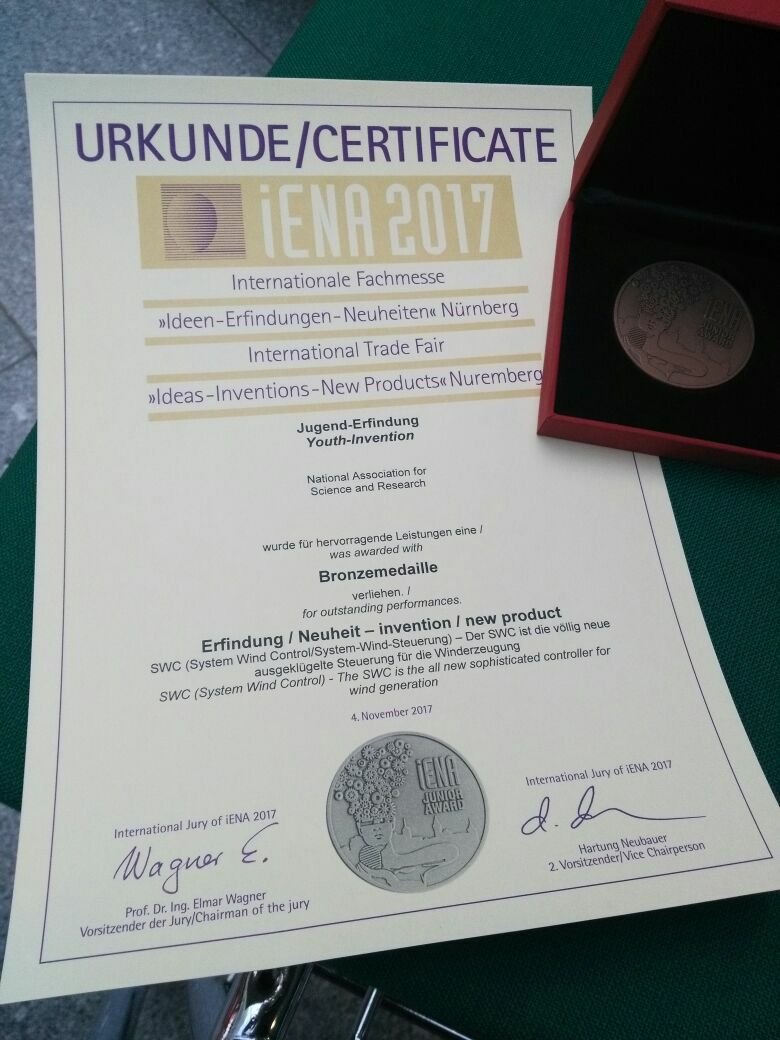 URKUNDE/CERTIFICATE
iENA 2017
Internationale Fachmesse
»Ideen-Erfindungen-Neuheiten« Nürnberg
International Trade Fair
»Ideas-Inventions-New Products« Nuremberg
Jugend-Erfindung
Youth-Invention
National Association for
Science and Research
wurde für hervorragende Leistungen eine /
was awarded with
Bronzemedaille
verliehen. /
for outstanding performances.
Erfindung / Neuheit – invention / new product
SWC (System Wind Control/System-Wind-Steuerung) – Der SWC ist die völlig neue
ausgeklügelte Steuerung für die Winderzeugung
SWC (System Wind Control) - The SWC is the all new sophisticated controller for
wind generation
4. November 2017
iENA
JUNIOR
AWARD
International Jury of iENA 2017
Wagner E.
Prof. Dr. Ing. Elmar Wagner
Vorsitzender der Jury/Chairman of the jury
International Jury of iENA 2017
Hartung Neubauer
2. Vorsitzender/Vice Chairperson
iENA
JUNIOR
AWARD